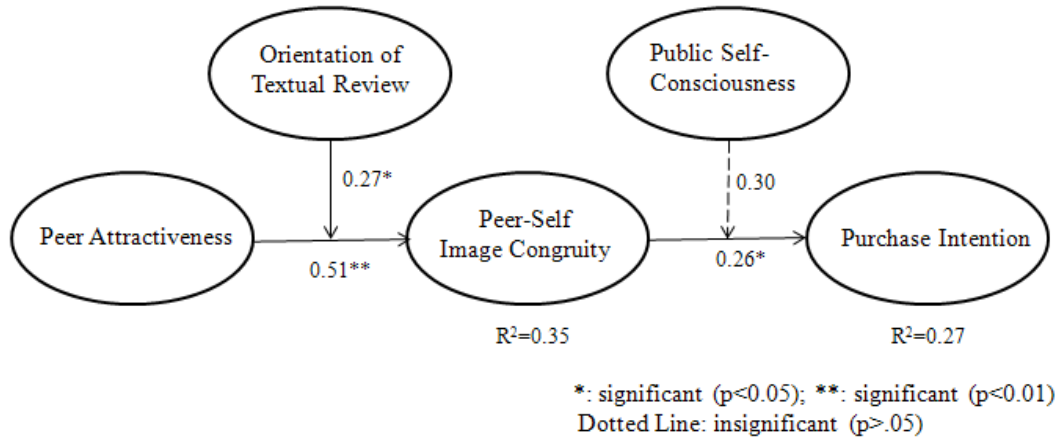 Orientation of
Textual Review
Public Self-
Consciousness
0.27*
0.30
Peer Attractiveness
Peer-Self
Image Congruity
Purchase Intention
0.51**
0.26*
R²=0.35
R²=0.27
*: significant (p<0.05); **: significant (p<0.01)
Dotted Line: insignificant (p>.05)